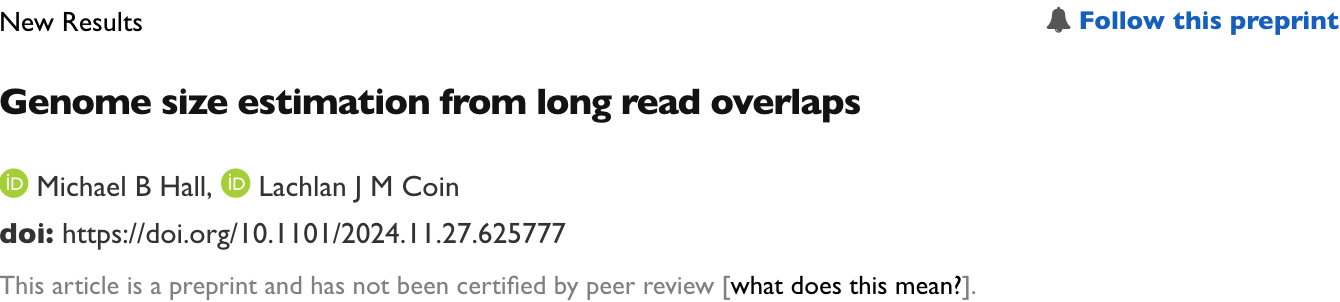 New Results
Follow this preprint
Genome size estimation from long read overlaps
iD Michael B Hall, iD Lachlan J M Coin
doi: https://doi.org/10.1101/2024.11.27.625777
This article is a preprint and has not been certified by peer review [what does this mean?].